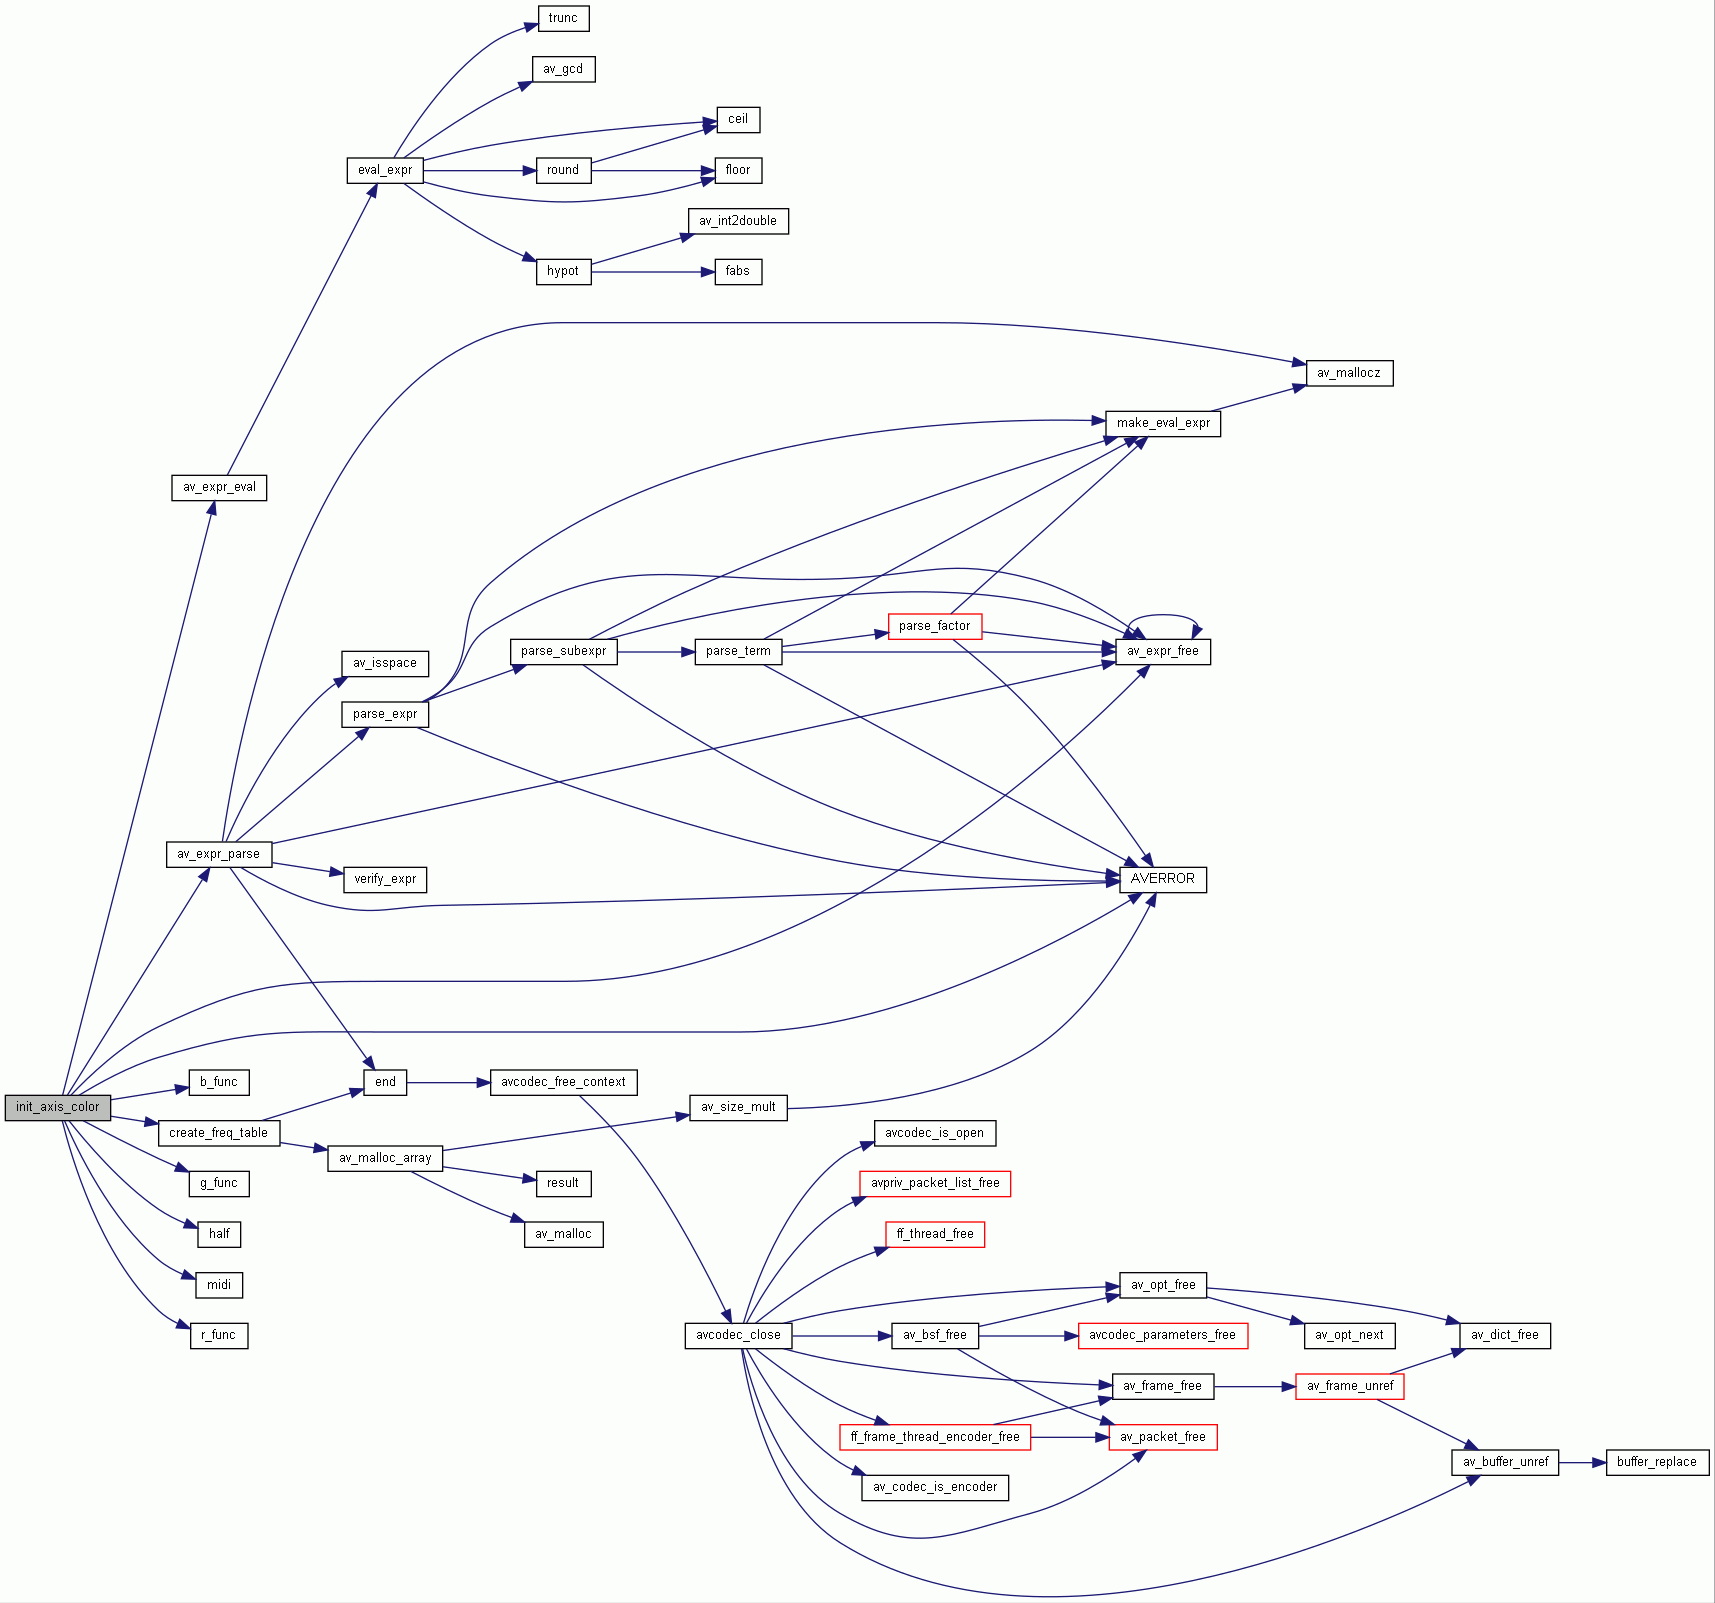 trunc
av_gcd
ceil
eval_expr
round
floor
av_int2double
hypot
fabs
av_mallocz
make_eval_expr
av_expr_eval
parse_factor
av_isspace
parse_subexpr
parse_term
av_expr_free
parse_expr
av_expr_parse
verify_expr
AVERROR
b_func
end
avcodec_free_context
init_axis_color
av_size_mult
create_freq_table
avcodec_is_open
av_malloc_array
g_func
result
avpriv_packet_list_free
half
av_malloc
ff_thread_free
midi
av_opt_free
r_func
avcodec_close
av_bsf_free
avcodec_parameters_free
av_opt_next
av_dict_free
av_frame_free
av_frame_unref
ff_frame_thread_encoder_free
av_packet_free
av_buffer_unref
buffer_replace
av_codec_is_encoder